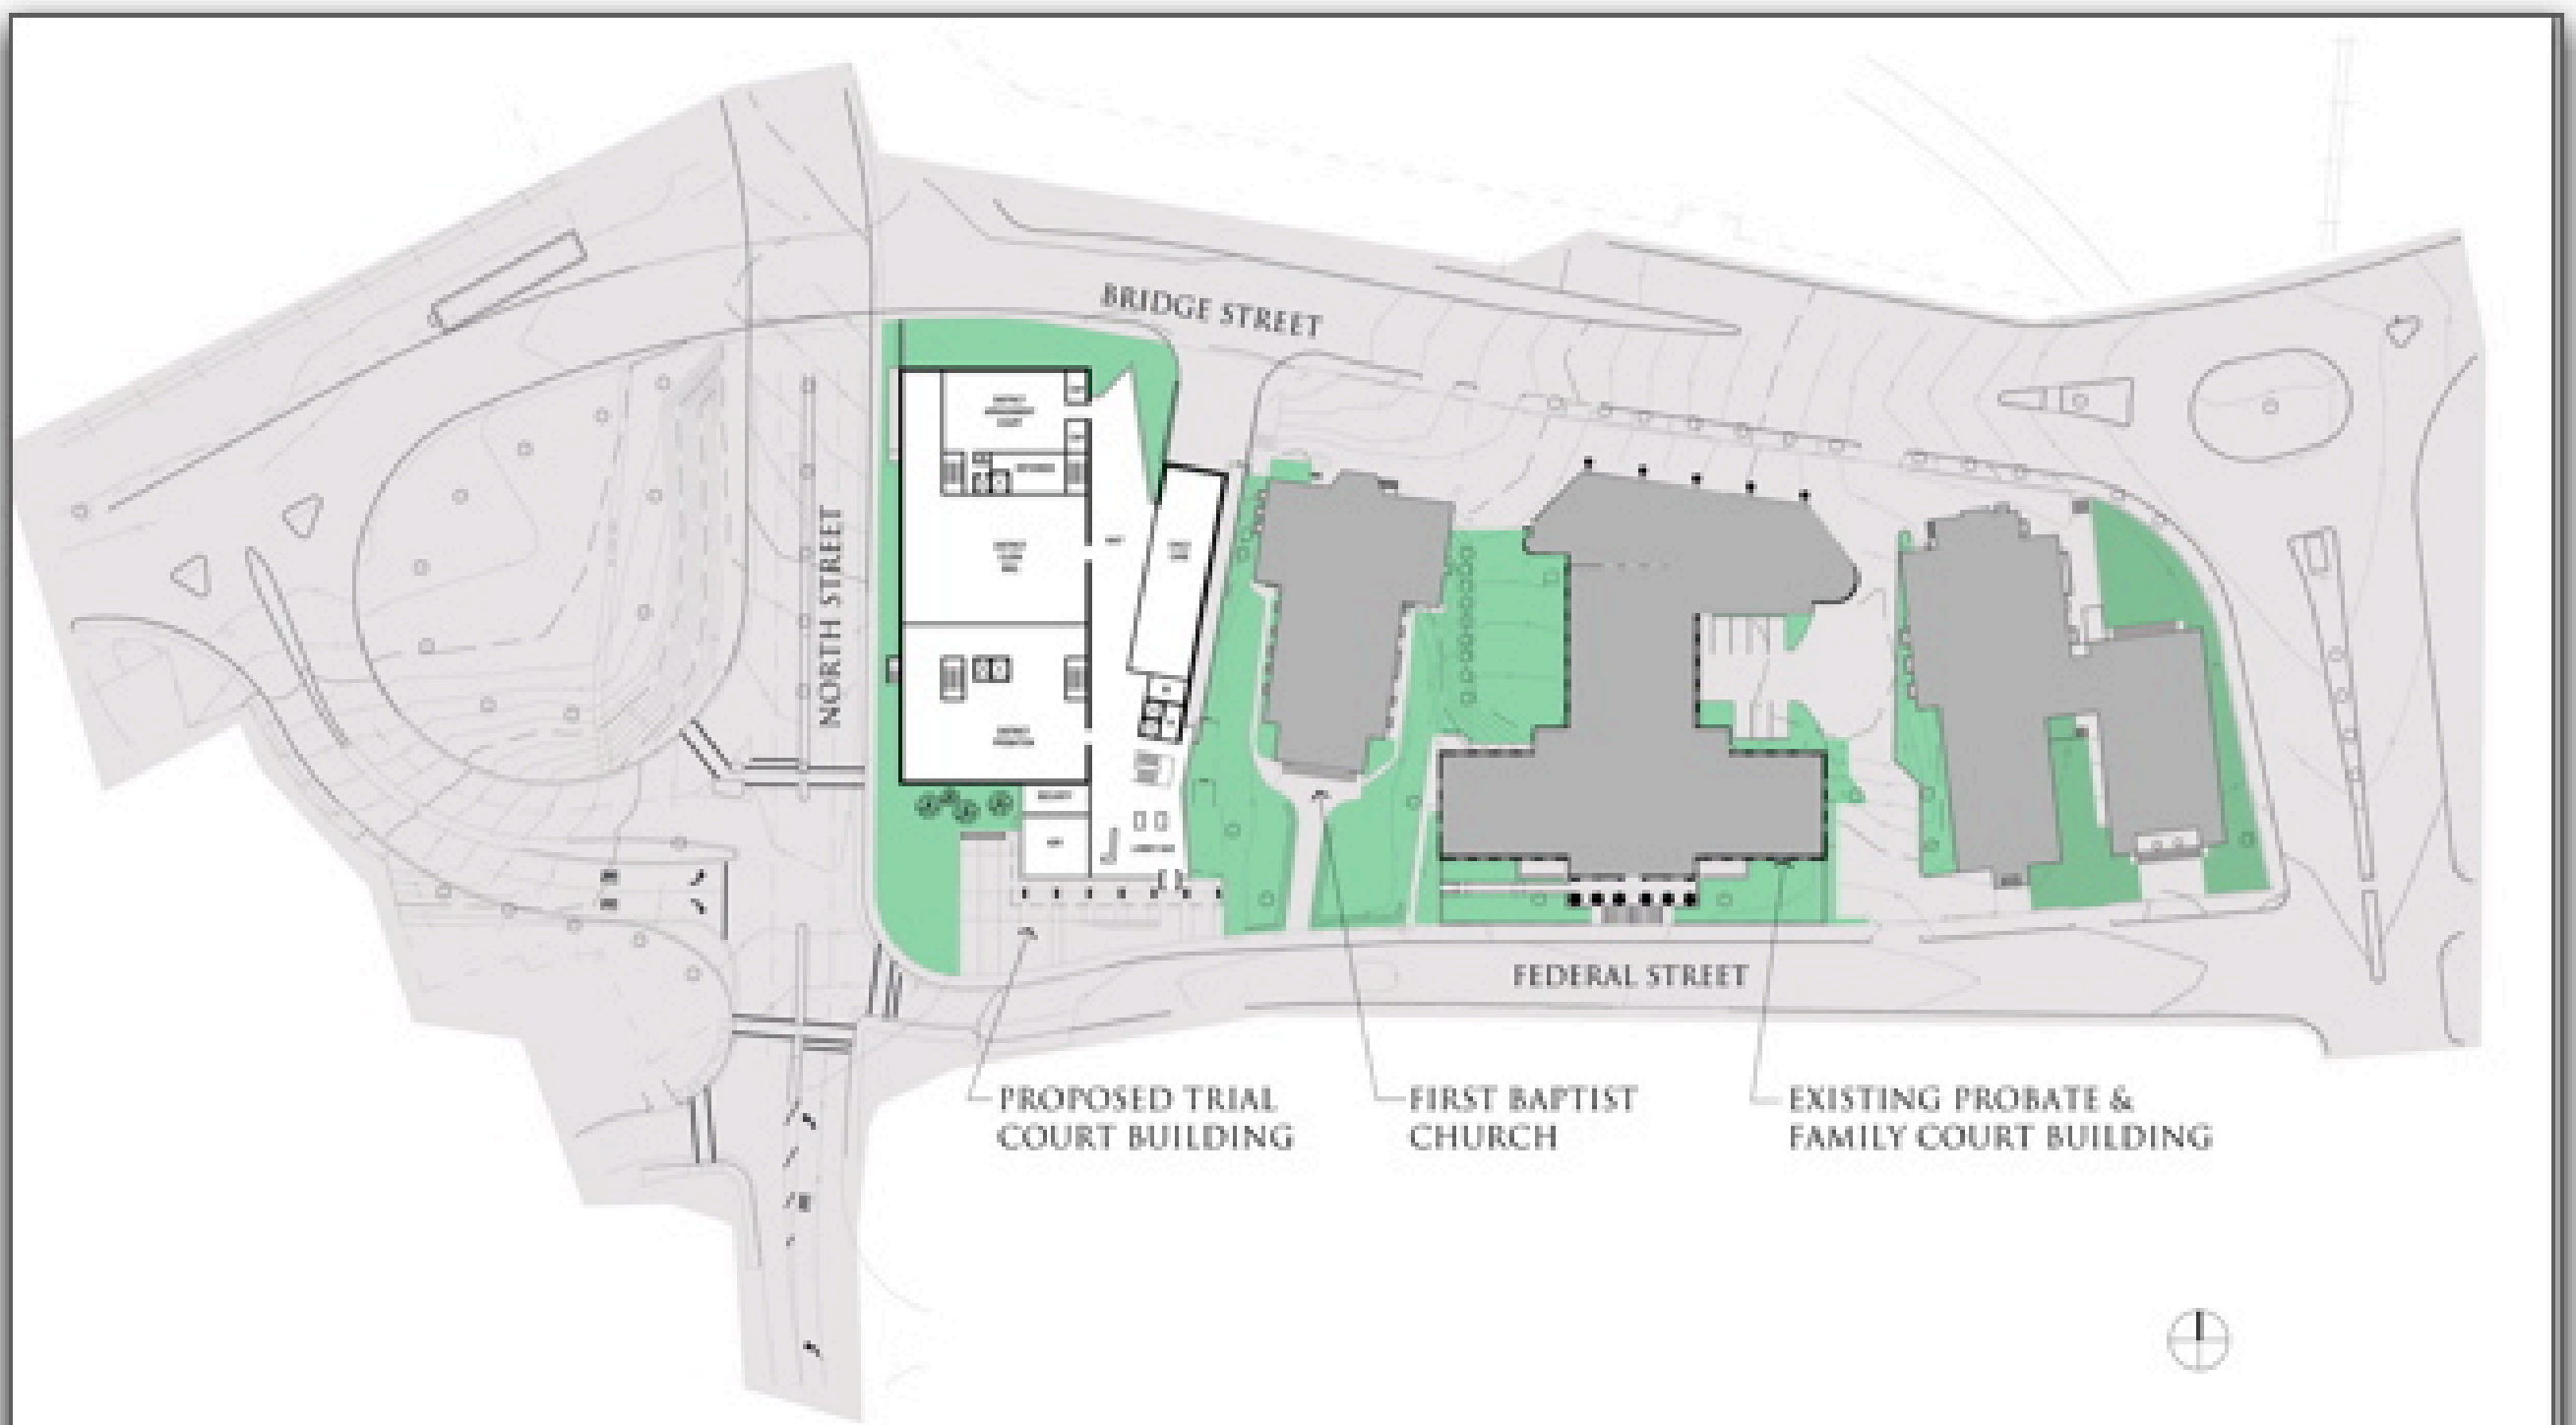 BRIDGE STREET
NORTH STREET
FEDERAL STREET
PROPOSED TRIAL
COURT BUILDING
FIRST BAPTIST
CHURCH
EXISTING PROBATE &
FAMILY COURT BUILDING